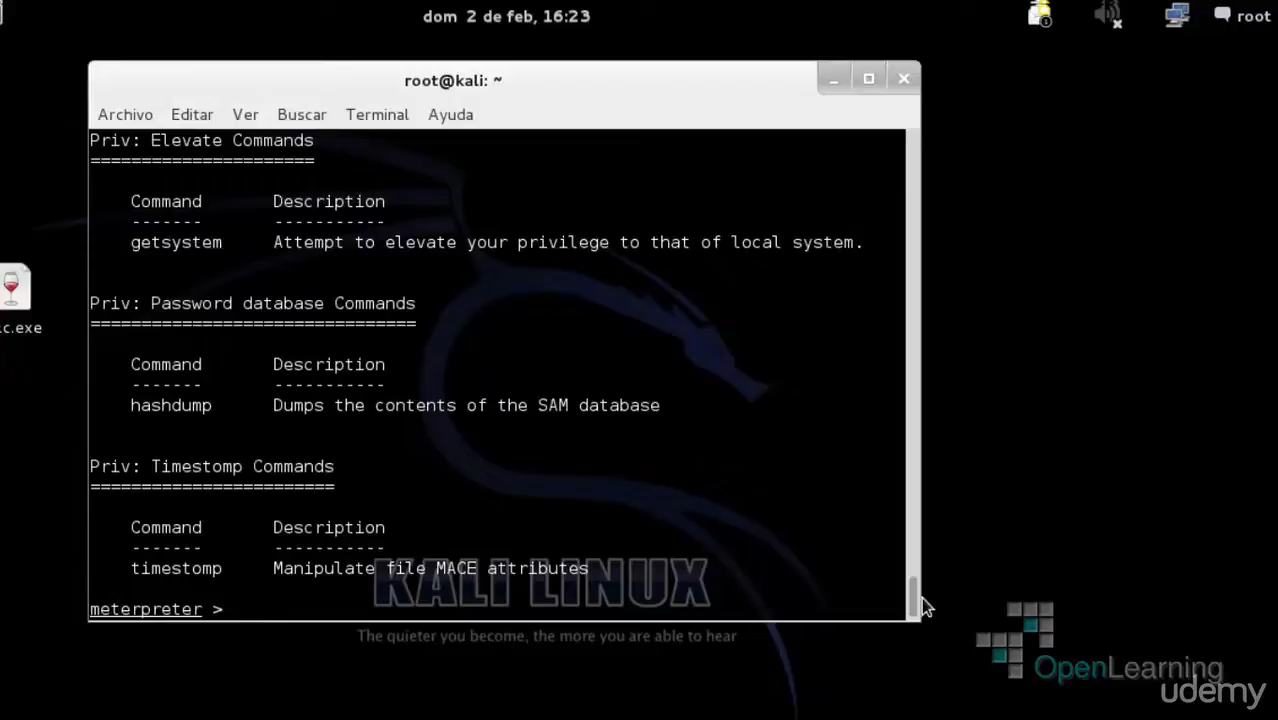 dom 2 de feb, 16:23
root
root@kali: ~
Archivo Editar Ver Buscar Terminal Ayuda
Priv: Elevate Commands
======================
Command Description
------- -----------
getsystem Attempt to elevate your privilege to that of local system.
Priv: Password database Commands
================================
Command Description
------- -----------
hashdump Dumps the contents of the SAM database
Priv: Timestomp Commands
========================
Command Description
------- -----------
timestomp Manipulate file MACE attributes
meterpreter >
c.exe
KALI LINUX
The quieter you become, the more you are able to hear
OpenLearning
udemy